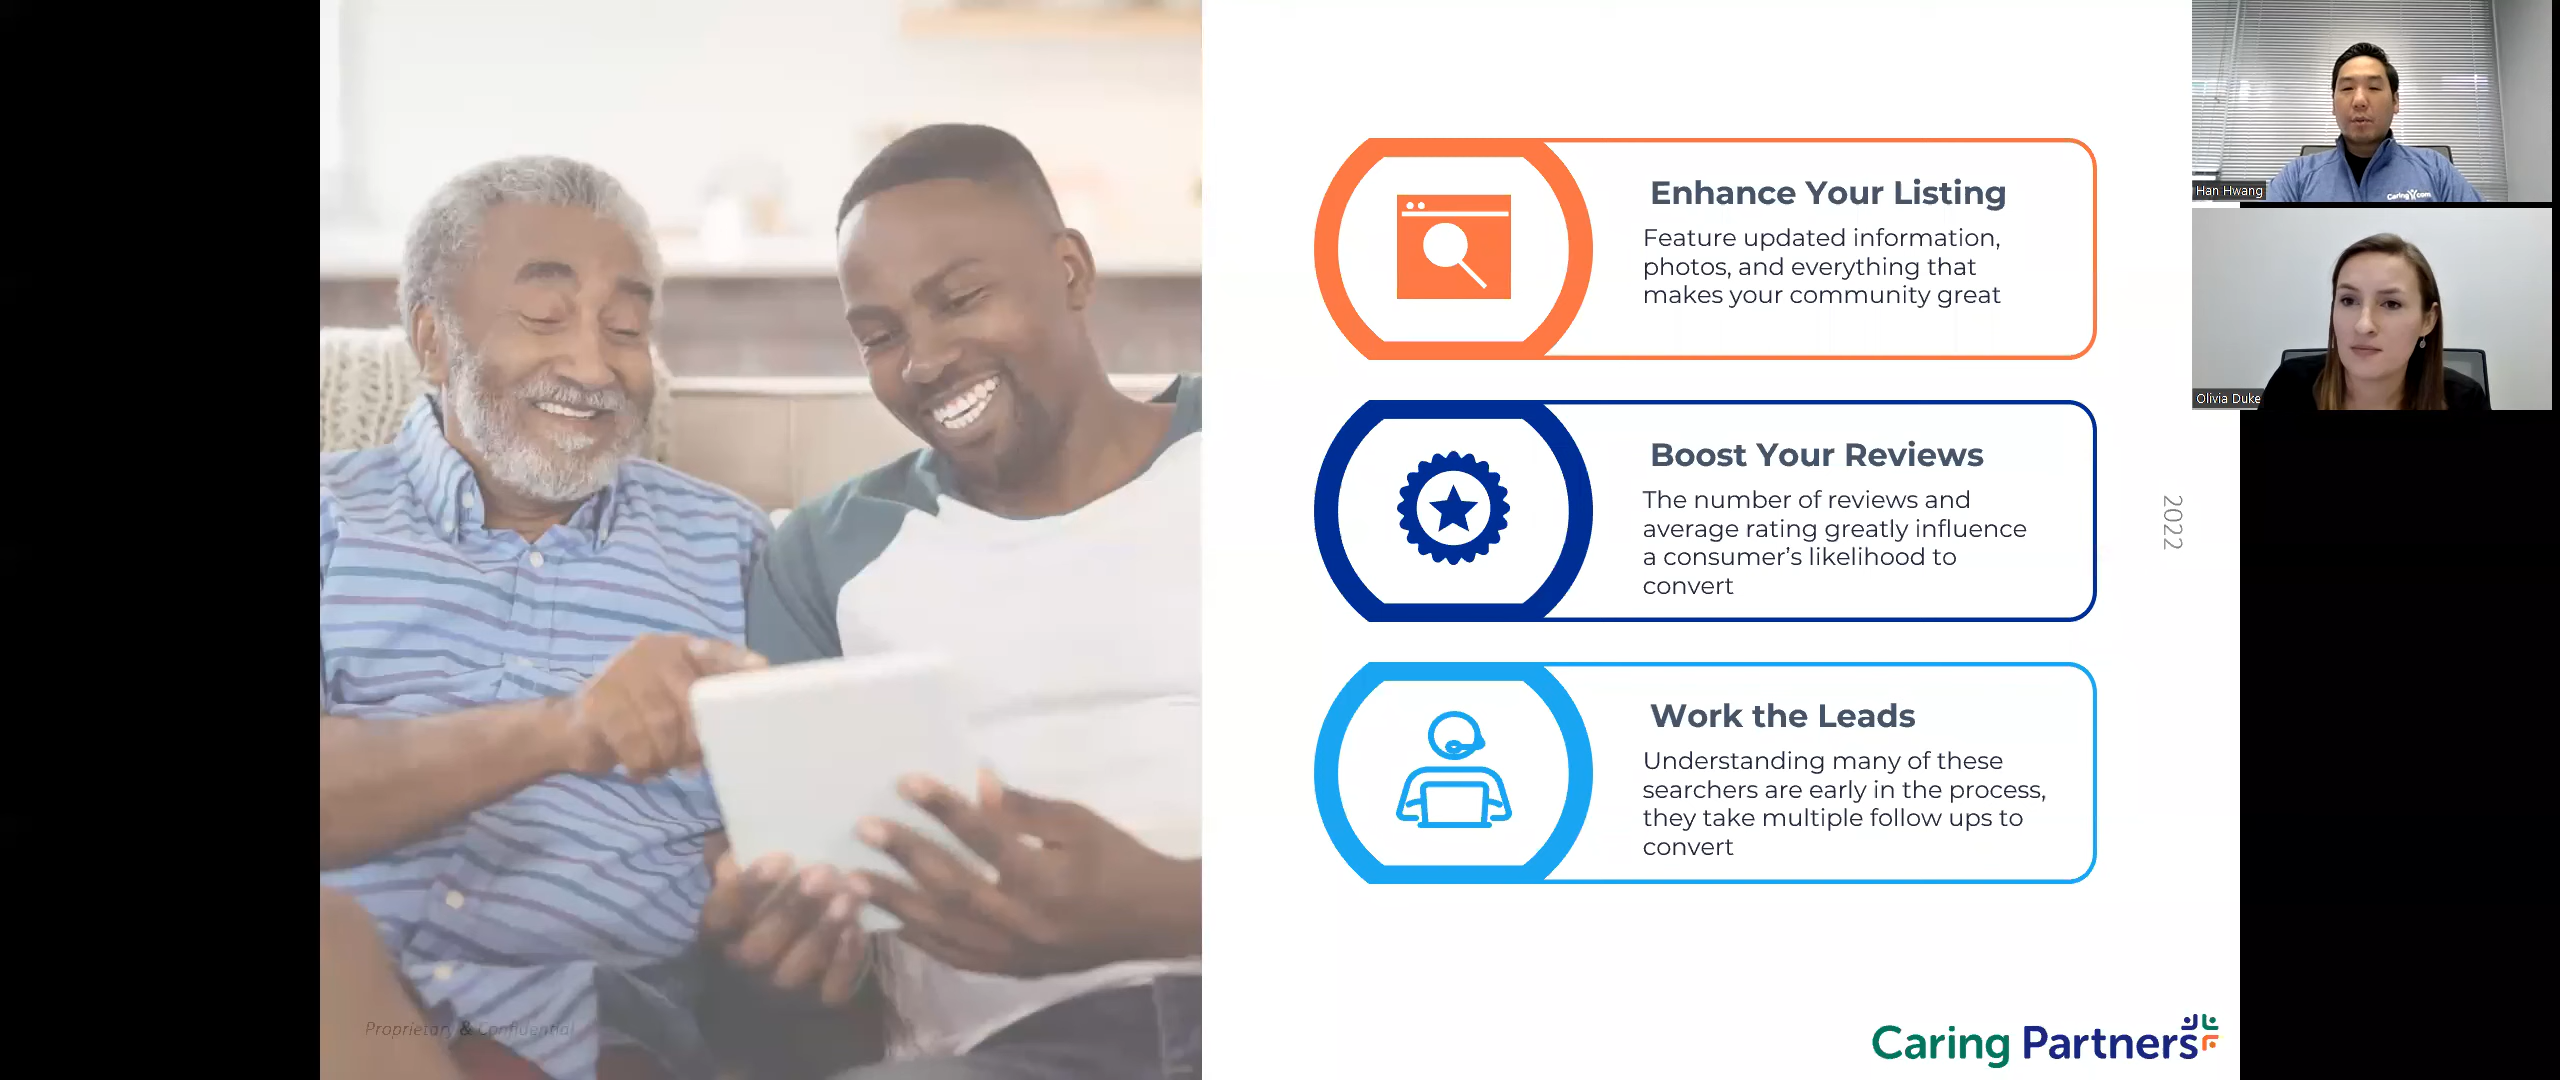 Enhance Your Listing
Feature updated information,
photos, and everything that
makes your community great
Boost Your Reviews
The number of reviews and
average rating greatly influence
a consumer’s likelihood to
convert
Work the Leads
Understanding many of these
searchers are early in the process,
they take multiple follow ups to
convert
2022
Proprietary & Confidential
Caring Partners
Han Hwang
Caring.com
Olivia Duke